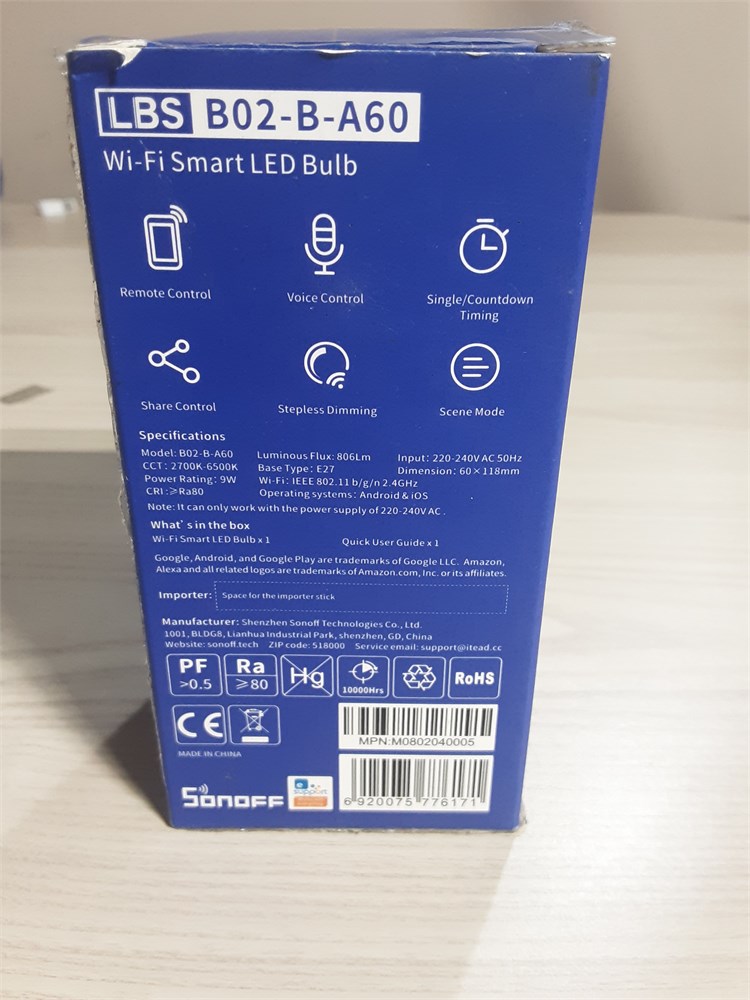 LBS B02-B-A60
Wi-Fi Smart LED Bulb
Remote Control
Voice Control
Single/Countdown
Timing
Share Control
Stepless Dimming
Scene Mode
Specifications
Model: B02-B-A60 Luminous Flux: 806Lm Input: 220-240V AC 50Hz
CCT: 2700K-6500K Base Type: E27 Dimension: 60×118mm
Power Rating: 9W Wi-Fi: IEEE 802.11 b/g/n 2.4GHz
CRI:≥Ra80 Operating systems: Android & iOS
Note: It can only work with the power supply of 220-240V AC.
What's in the box
Wi-Fi Smart LED Bulb x 1 Quick User Guide x 1
Google, Android, and Google Play are trademarks of Google LLC. Amazon,
Alexa and all related logos are trademarks of Amazon.com, Inc. or its affiliates.
Importer: Space for the importer stick
Manufacturer: Shenzhen Sonoff Technologies Co., Ltd.
1001, BLDG8, Lianhua Industrial Park, shenzhen, GD, China
Website: sonoff.tech ZIP code: 518000 Service email: support@itead.cc
PF Ra Hg RoHS
>0.5 ≥80 10000Hrs
CE
MPN:M0802040005
MADE IN CHINA
SONOFF
support
6 920075 776171